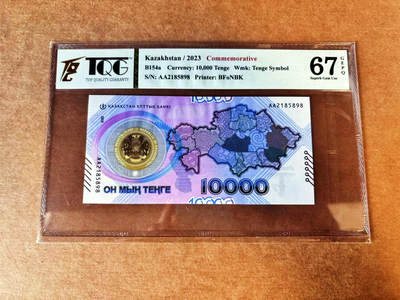 TQG
TOP QUALITY GUARANTY
Kazakhstan / 2023 Commemorative
B154a Currency: 10,000 Tenge Wmk: Tenge Symbol
S/N: AA2185898 Printer: BFoNBK
67
GEPQ
Superb Gem Unc
10000
ҚАЗАҚСТАН ҰЛТТЫҚ БАНКІ
AA2185898
AA2185898
ОН МЫҢ ТЕҢГЕ
10000
10000